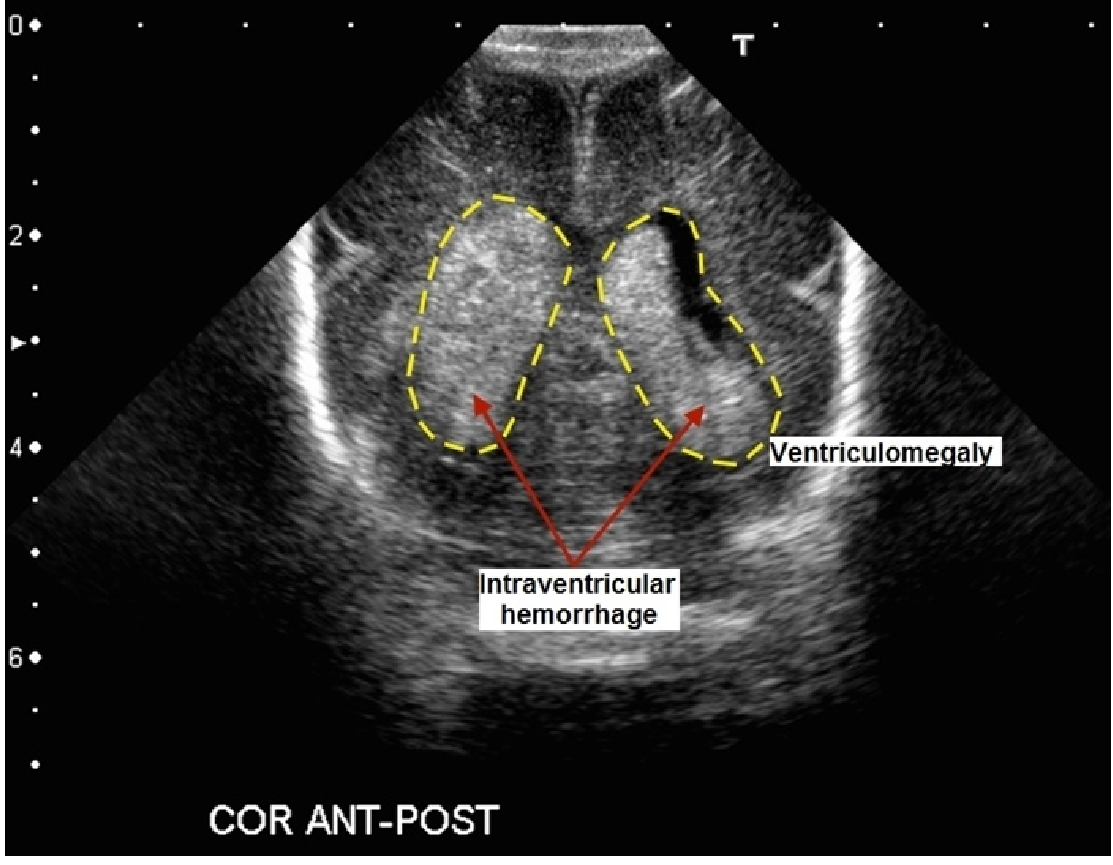 0
T
2
4
Ventriculomegaly
Intraventricular
hemorrhage
6
COR ANT-POST